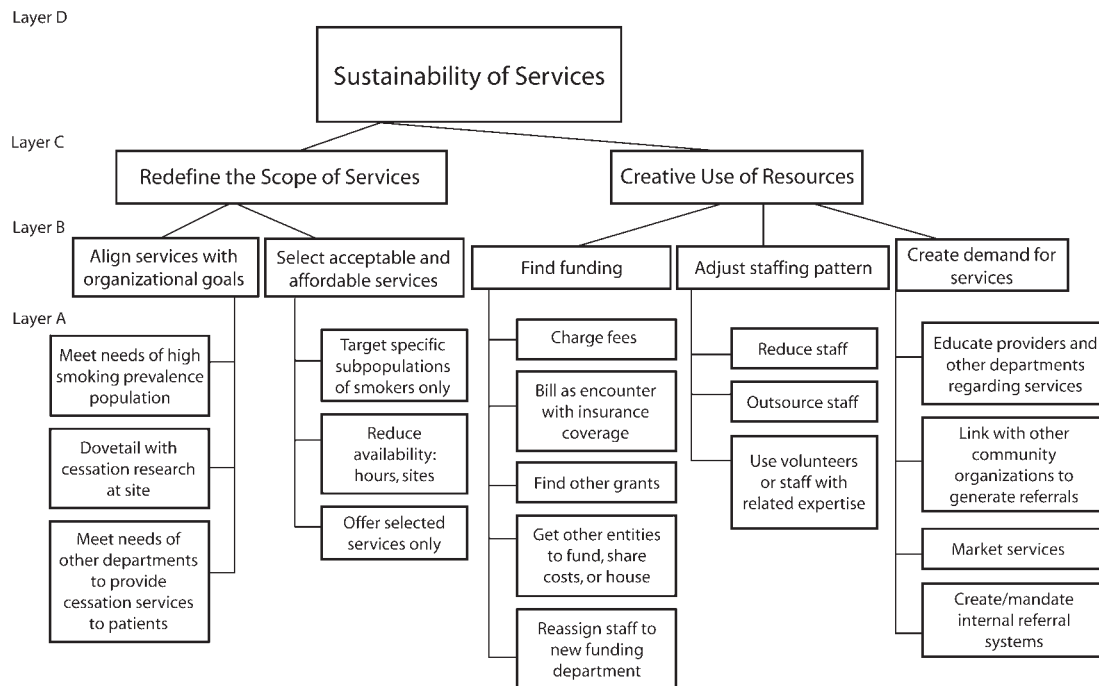 Layer D
Sustainability of Services
Layer C
Redefine the Scope of Services
Creative Use of Resources
Layer B
Align services with
organizational goals
Select acceptable and
affordable services
Find funding
Adjust staffing pattern
Create demand for
services
Layer A
Meet needs of high
smoking prevalence
population
Dovetail with
cessation research
at site
Meet needs of
other departments
to provide
cessation services
to patients
Target specific
subpopulations
of smokers only
Reduce
availability:
hours, sites
Offer selected
services only
Charge fees
Bill as encounter
with insurance
coverage
Find other grants
Get other entities
to fund, share
costs, or house
Reassign staff to
new funding
department
Reduce staff
Outsource staff
Use volunteers
or staff with
related expertise
Educate providers and
other departments
regarding services
Link with other
community
organizations to
generate referrals
Market services
Create/mandate
internal referral
systems